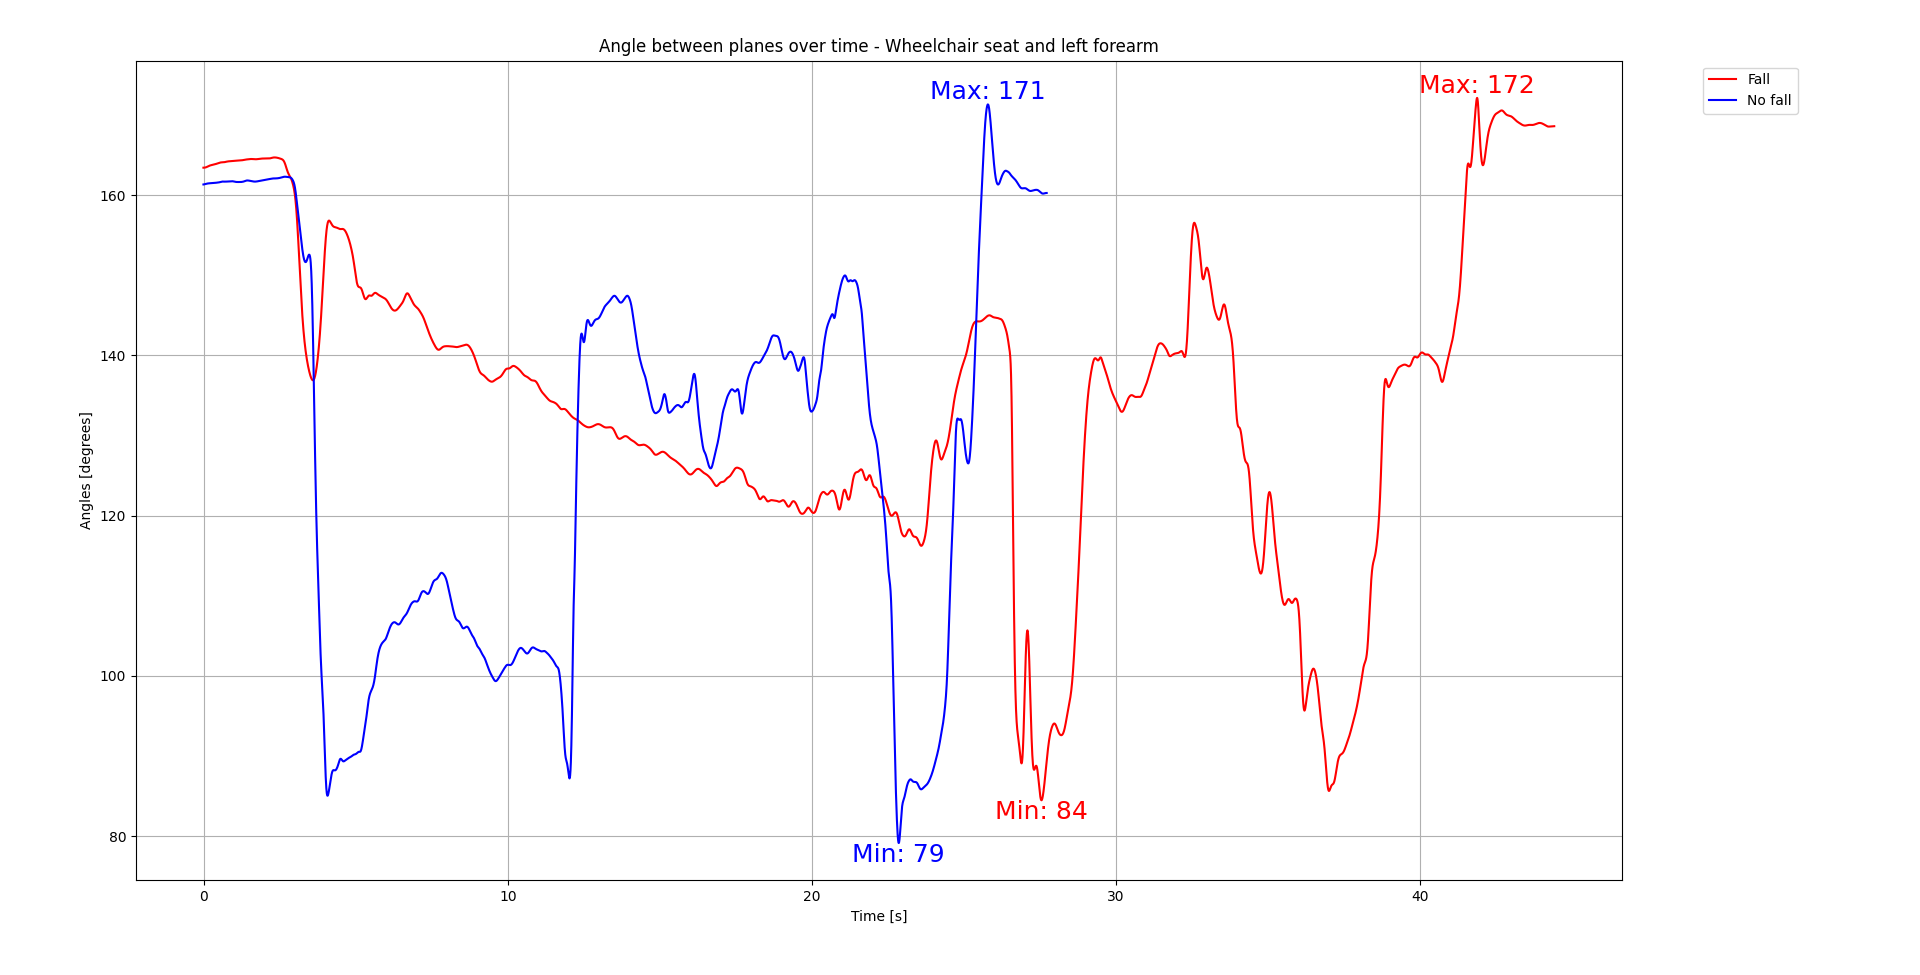 Angle between planes over time - Wheelchair seat and left forearm
Max: 171
Max: 172
Fall
No fall
160
140
120
100
80
Angles [degrees]
Min: 84
Min: 79
0 10 20 30 40
Time [s]